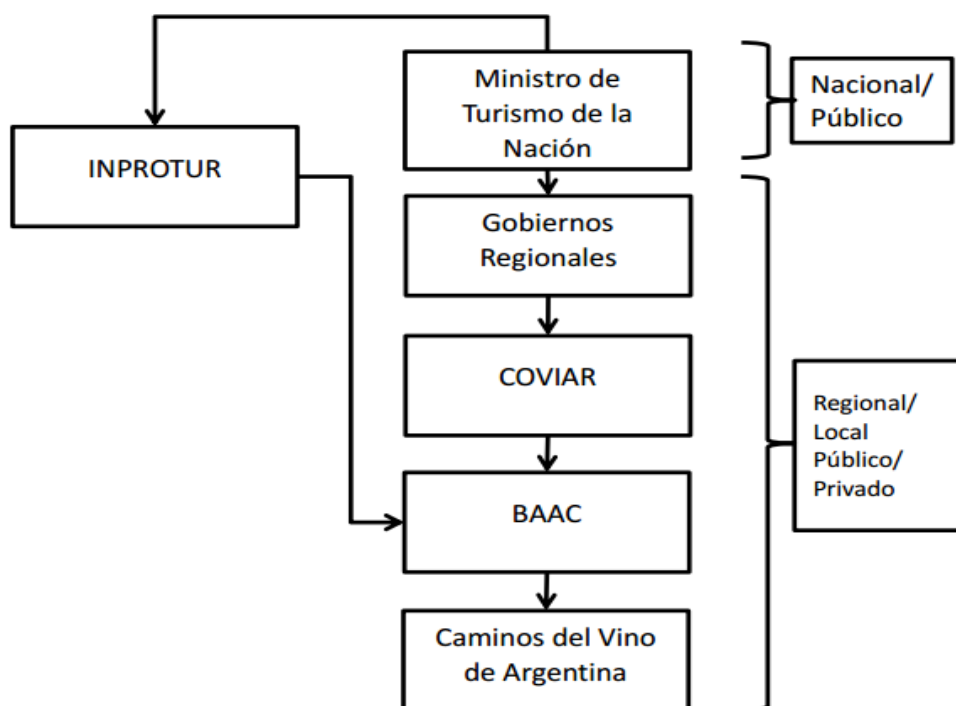 Ministro de
Turismo de la
Nación
Nacional/
Público
INPROTUR
Gobiernos
Regionales
COVIAR
Regional/
Local
Público/
Privado
BAAC
Caminos del Vino
de Argentina